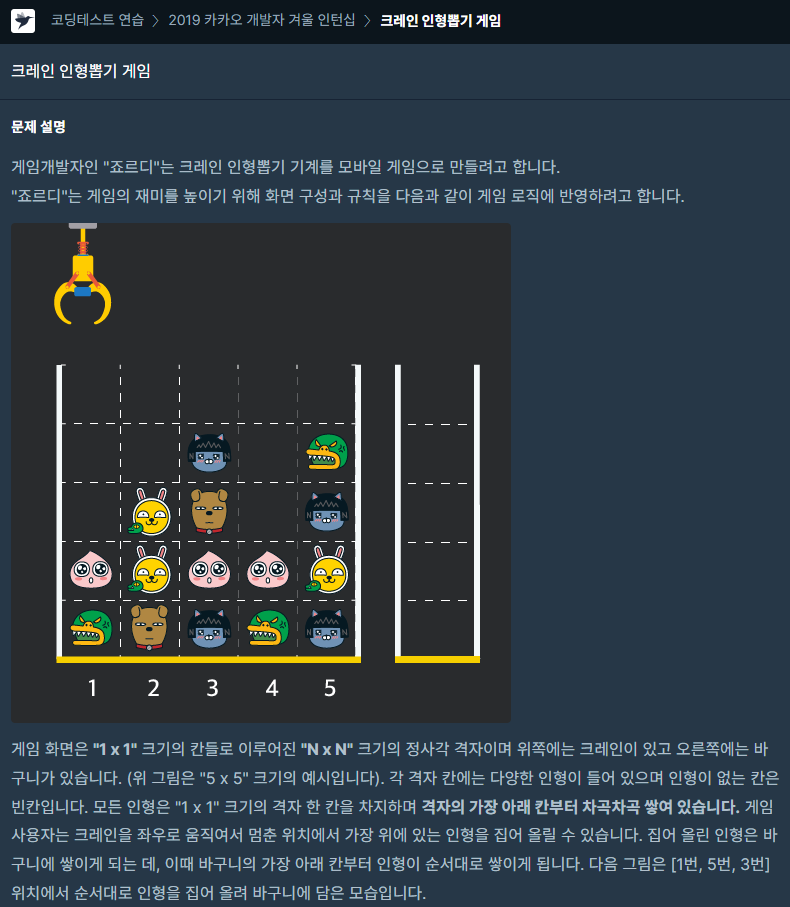 코딩테스트 연습 > 2019 카카오 개발자 겨울 인턴십 > 크레인 인형뽑기 게임
크레인 인형뽑기 게임
문제 설명
게임개발자인 "죠르디"는 크레인 인형뽑기 기계를 모바일 게임으로 만들려고 합니다.
"죠르디"는 게임의 재미를 높이기 위해 화면 구성과 규칙을 다음과 같이 게임 로직에 반영하려고 합니다.
1 2 3 4 5
게임 화면은 "1 x 1" 크기의 칸들로 이루어진 "N x N" 크기의 정사각 격자이며 위쪽에는 크레인이 있고 오른쪽에는 바
구니가 있습니다. (위 그림은 "5 x 5" 크기의 예시입니다). 각 격자 칸에는 다양한 인형이 들어 있으며 인형이 없는 칸은
빈칸입니다. 모든 인형은 "1 x 1" 크기의 격자 한 칸을 차지하며 격자의 가장 아래 칸부터 차곡차곡 쌓여 있습니다. 게임
사용자는 크레인을 좌우로 움직여서 멈춘 위치에서 가장 위에 있는 인형을 집어 올릴 수 있습니다. 집어 올린 인형은 바
구니에 쌓이게 되는 데, 이때 바구니의 가장 아래 칸부터 인형이 순서대로 쌓이게 됩니다. 다음 그림은 [1번, 5번, 3번]
위치에서 순서대로 인형을 집어 올려 바구니에 담은 모습입니다.